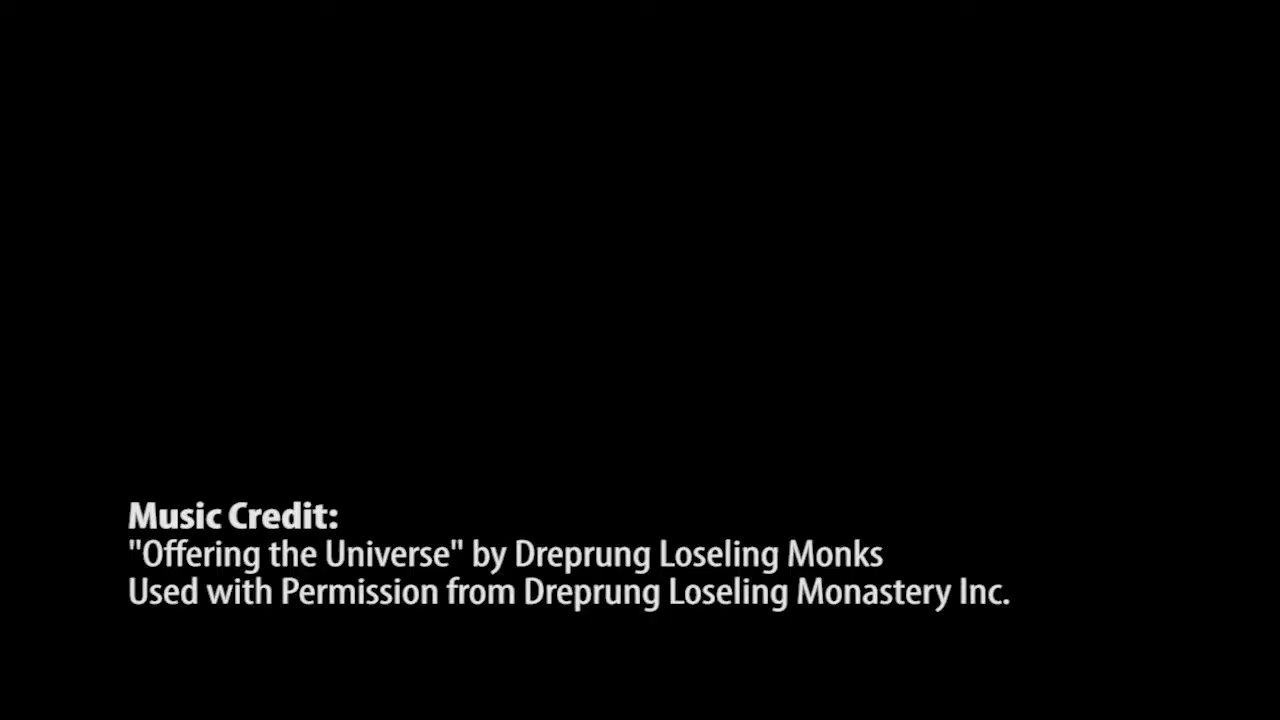 Music Credit:
"Offering the Universe" by Dreprung Loseling Monks
Used with Permission from Dreprung Loseling Monastery Inc.